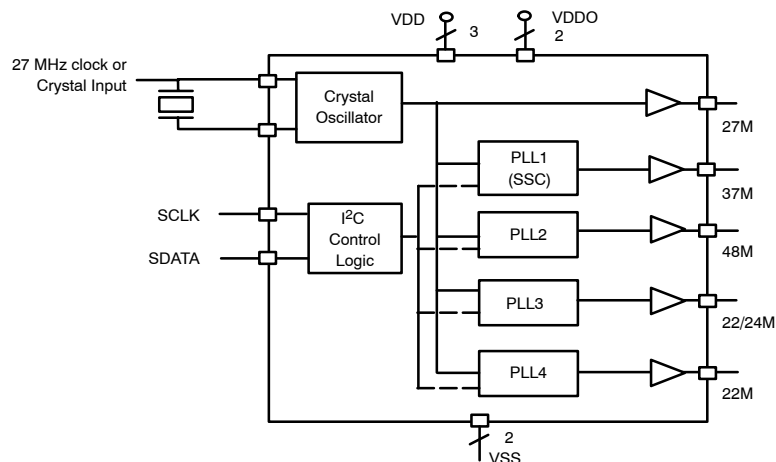 VDD
3
VDDO
2
27 MHz clock or
Crystal Input
Crystal
Oscillator
27M
PLL1
(SSC)
37M
SCLK
I²C
Control
Logic
SDATA
PLL2
48M
PLL3
22/24M
PLL4
22M
2
VSS